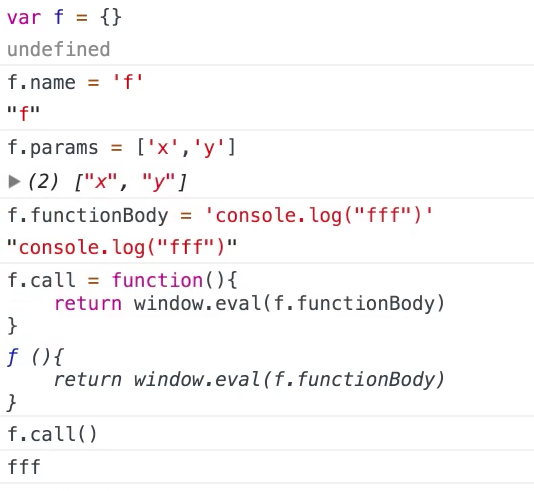 var f = {}
undefined
f.name = 'f'
"f"
f.params = ['x','y']
▶ (2) ["x", "y"]
f.functionBody = 'console.log("fff")'
"console.log("fff")"
f.call = function(){
    return window.eval(f.functionBody)
}
ƒ (){
    return window.eval(f.functionBody)
}
f.call()
fff